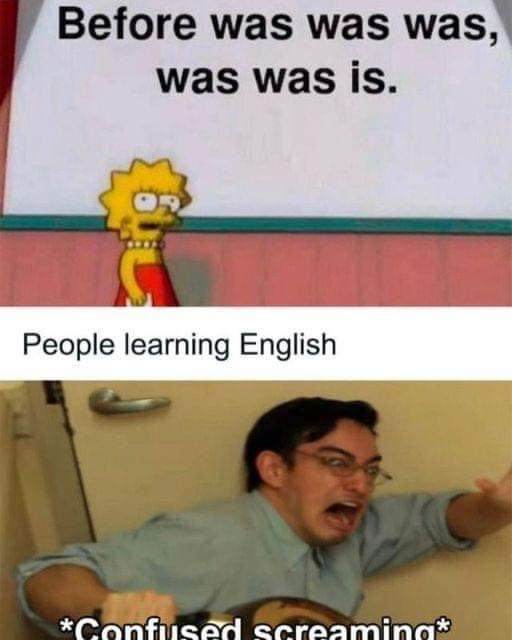 Before was was was,
was was is.
People learning English
*Confused screaming*